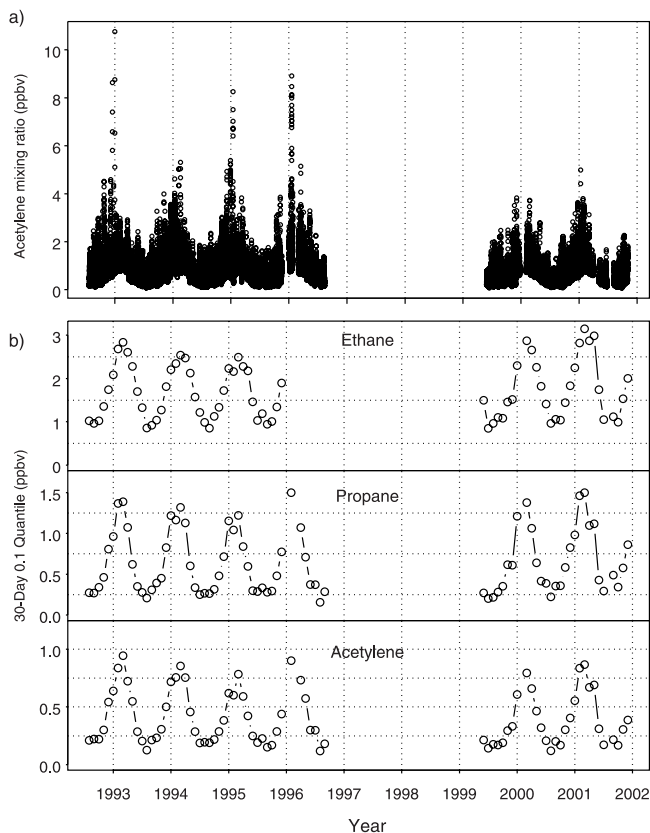 a)
Acetylene mixing ratio (ppbv)
10
8
6
4
2
0
b)
30-Day 0.1 Quantile (ppbv)
Ethane
3
2
1
0
Propane
1.5
1.0
0.5
0.0
Acetylene
1.0
0.5
0.0
1993 1994 1995 1996 1997 1998 1999 2000 2001 2002
Year